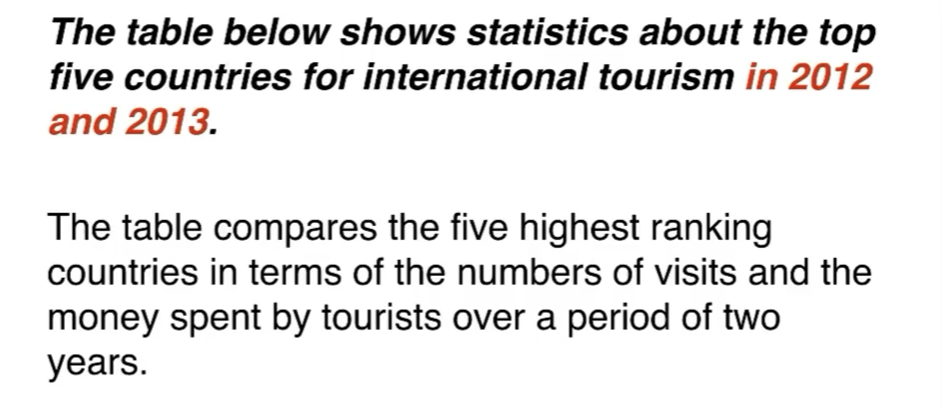 The table below shows statistics about the top
five countries for international tourism in 2012
and 2013.
The table compares the five highest ranking
countries in terms of the numbers of visits and the
money spent by tourists over a period of two
years.